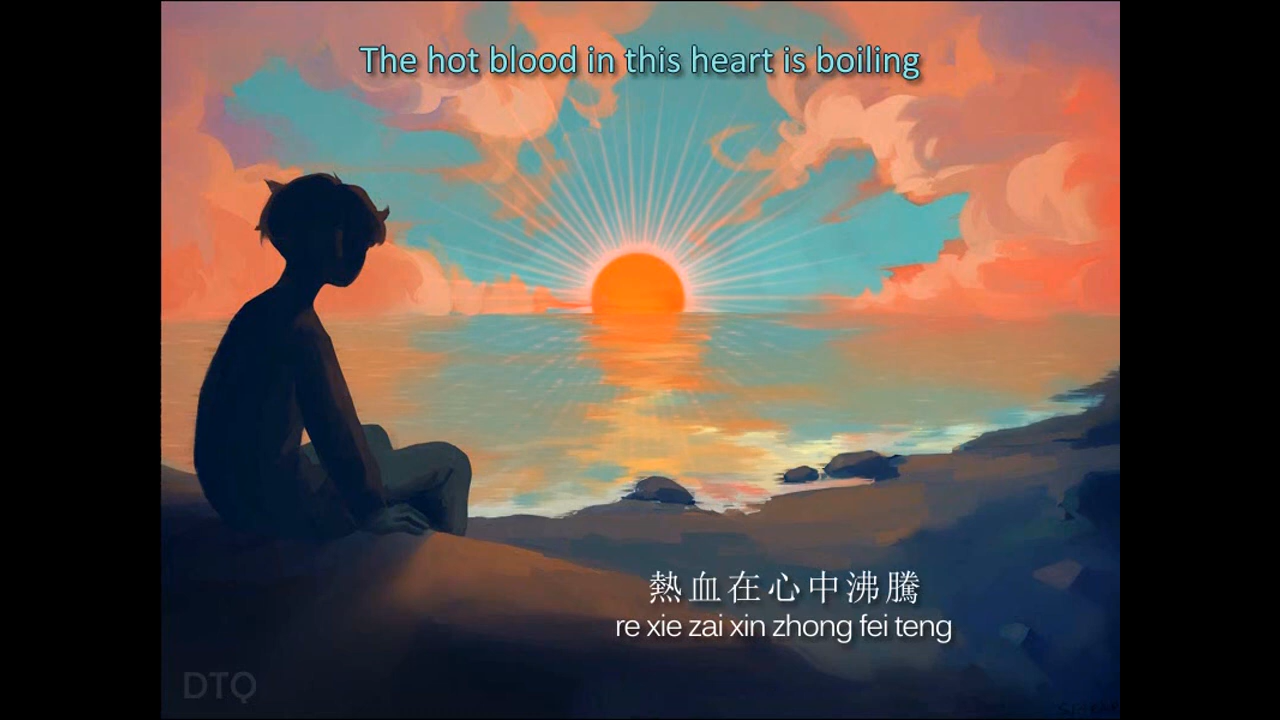 The hot blood in this heart is boiling
熱血在心中沸騰
re xie zai xin zhong fei teng
DTQ